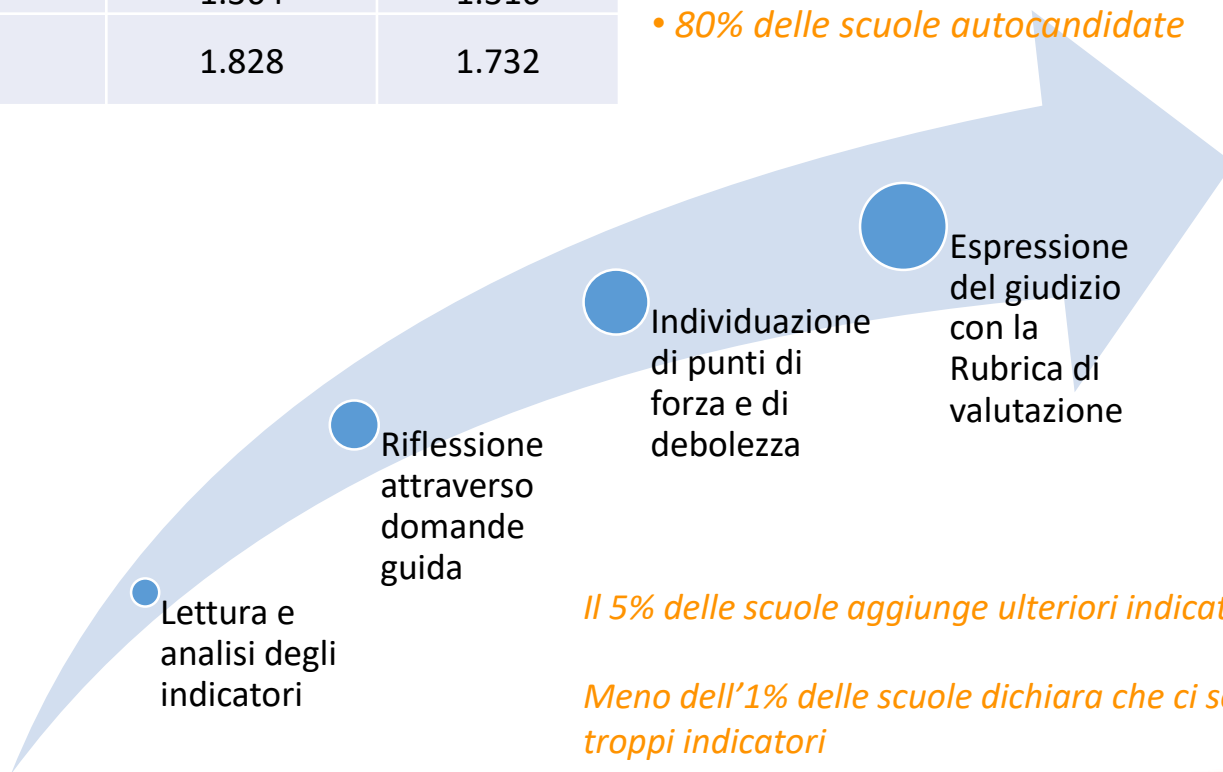 1.828 1.732
• 80% delle scuole autocandidate
Espressione
del giudizio
con la
Rubrica di
valutazione
Individuazione
di punti di
forza e di
debolezza
Riflessione
attraverso
domande
guida
Lettura e
analisi degli
indicatori
Il 5% delle scuole aggiunge ulteriori
Meno dell’1% delle scuole dichiara che ci
troppi indicatori